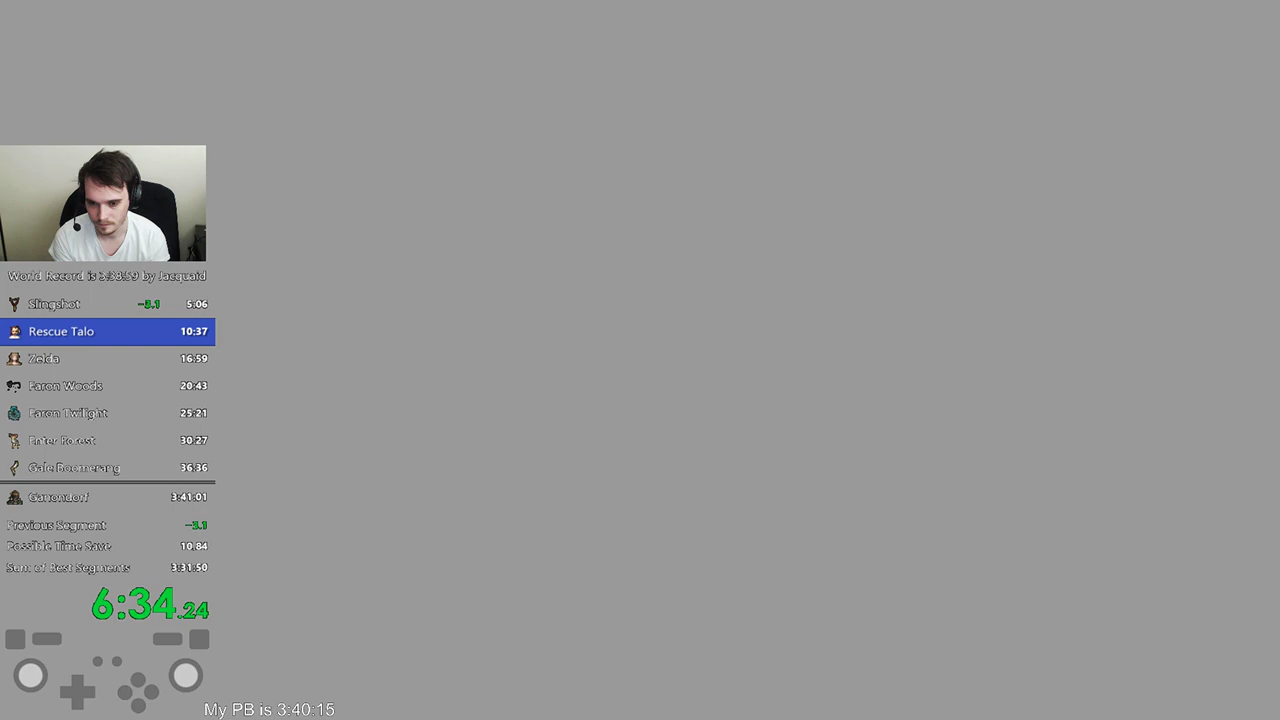 World Record is 3:38:59 by Jacquaid
Slingshot -3.1 5:06
Rescue Talo 10:37
Zelda 16:59
Faron Woods 20:43
Faron Twilight 25:21
Enter Forest 30:27
Gale Boomerang 36:36
Ganondorf 3:41:01
Previous Segment -3.1
Possible Time Save 10.84
Sum of Best Segments 3:31:50
6:34.24
My PB is 3:40:15